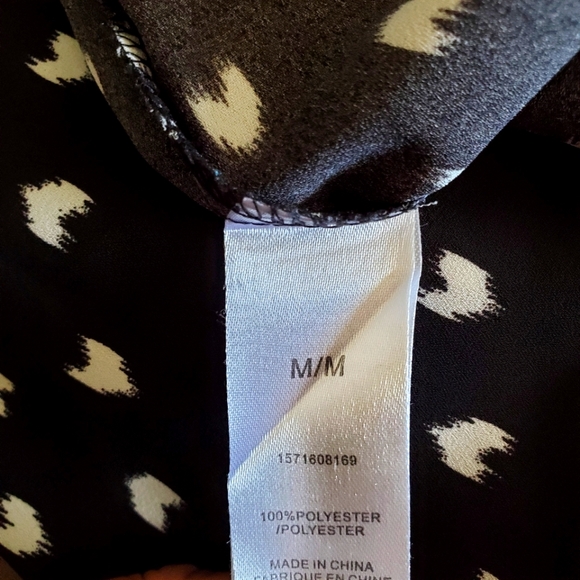 M/M
1571608169
100%POLYESTER
/POLYESTER
MADE IN CHINA
FABRIQUE EN CHINE